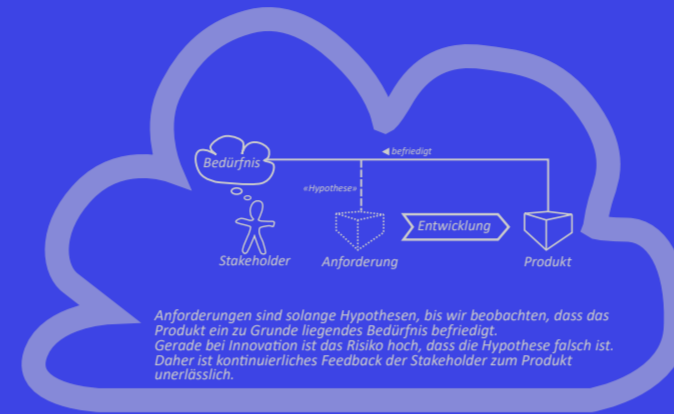 ◀ befriedigt
Bedürfnis
«Hypothese»
Entwicklung
Stakeholder
Anforderung
Produkt
Anforderungen sind solange Hypothesen, bis wir beobachten, dass das
Produkt ein zu Grunde liegendes Bedürfnis befriedigt.
Gerade bei Innovation ist das Risiko hoch, dass die Hypothese falsch ist.
Daher ist kontinuierliches Feedback der Stakeholder zum Produkt
unerlässlich.